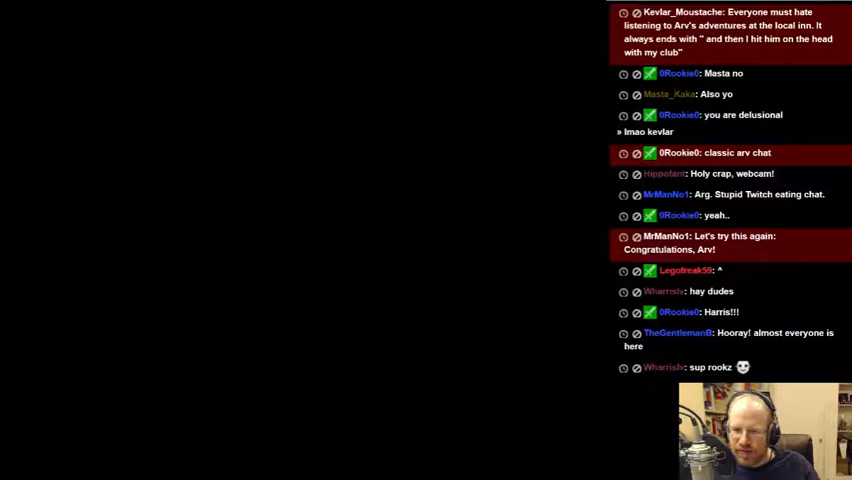 Kevlar_Moustache: Everyone must hate
listening to Arv's adventures at the local inn. It
always ends with " and then I hit him on the head
with my club"
0Rookie0: Masta no
Masta_Kaka: Also yo
0Rookie0: you are delusional
» lmao kevlar
0Rookie0: classic arv chat
Hippofant: Holy crap, webcam!
MrManNo1: Arg. Stupid Twitch eating chat.
0Rookie0: yeah..
MrManNo1: Let's try this again:
Congratulations, Arv!
Legofreak59: ^
WharrisIv: hay dudes
0Rookie0: Harris!!!
TheGentlemanB: Hooray! almost everyone is
here
WharrisIv: sup rookz